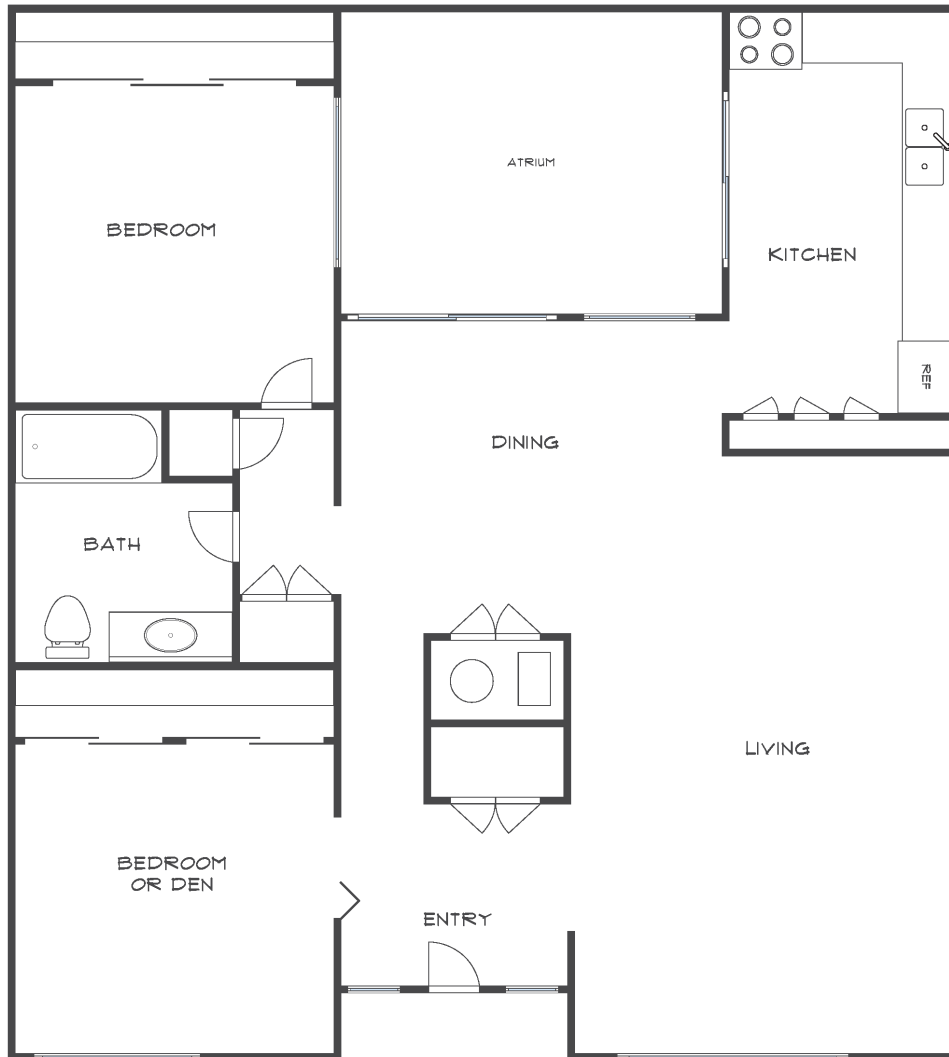 ATRIUM
BEDROOM
KITCHEN
REF
DINING
BATH
LIVING
BEDROOM
OR DEN
ENTRY